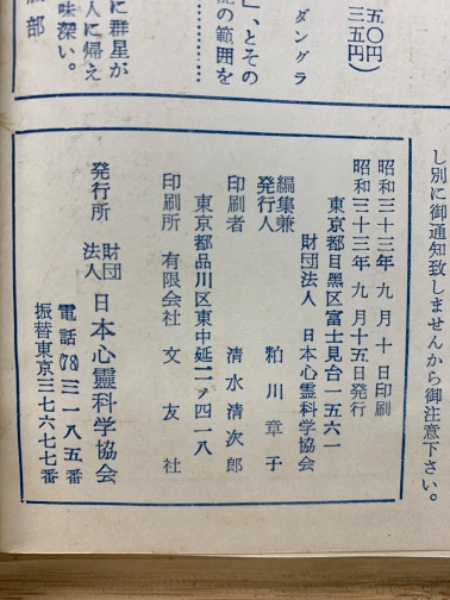 五〇円
三五円)
ダングラ
」、とその
記の範囲を
に群星が
人に帰え
味深い。
部
し別に御通知致しませんから御注意下さい。
昭和三十三年九月十日印刷
昭和三十三年九月十五日発行
東京都目黒区富士見台一五六一
財団法人 日本心霊科学協会
編集兼
発行人 粕川章子
印刷者 清水清次郎
東京都品川区東中延二ノ四一八
印刷所 有限会社 文友社
発行所 財団法人 日本心霊科学協会
電話(78)三一八五番
振替東京三七六七七番